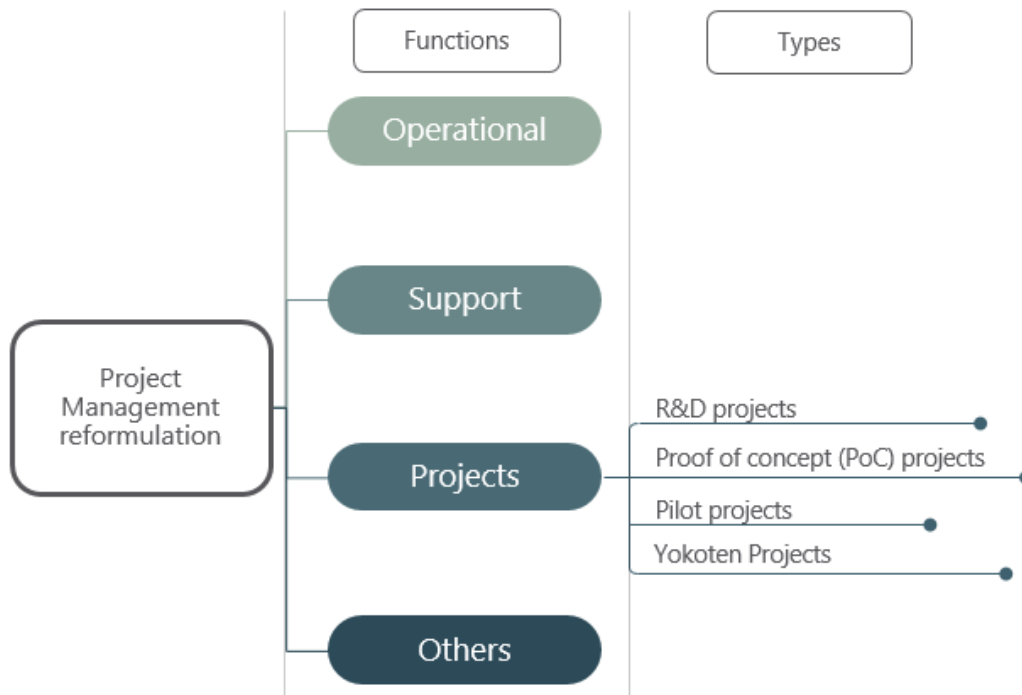 Functions
Types
Operational
Support
Project
Management
reformulation
Projects
R&D projects
Proof of concept (PoC) projects
Pilot projects
Yokoten Projects
Others